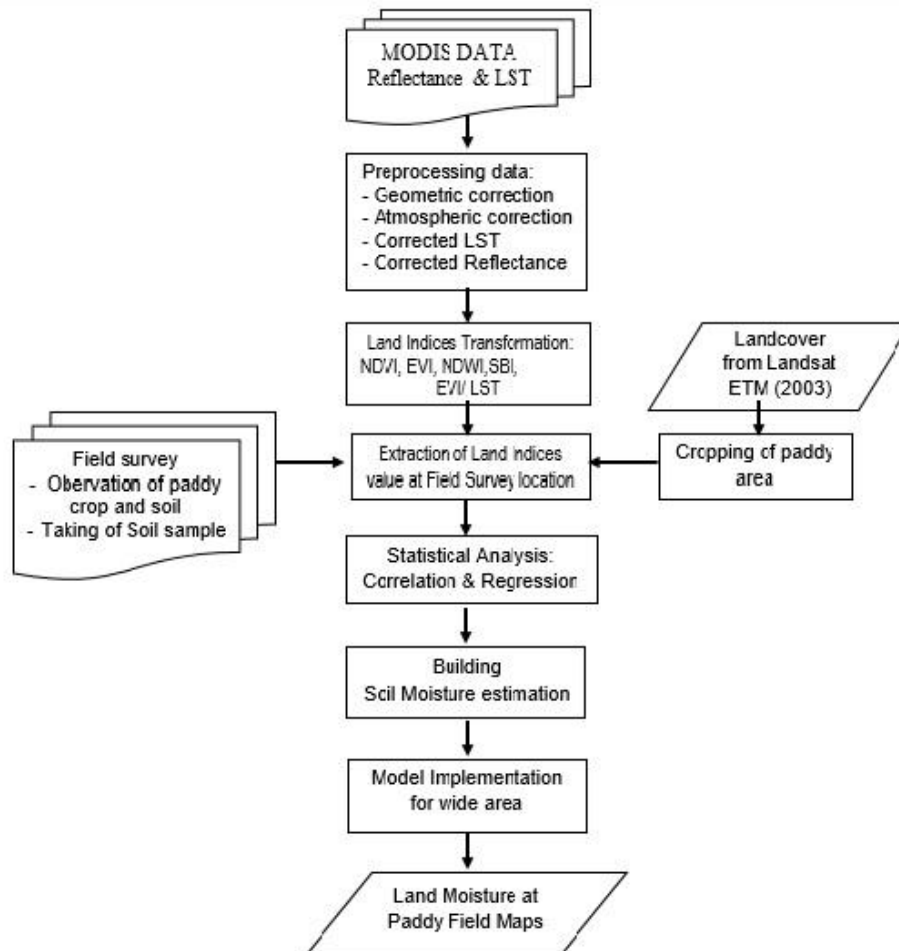 MODIS DATA
Reflectance & LST
Preprocessing data:
- Geometric correction
- Atmospheric correction
- Corrected LST
- Corrected Reflectance
Land Indices Transformation:
NDVI, EVI, NDWI,SBI,
EVI/ LST
Landcover
from Landsat
ETM (2003)
Field survey
- Obervation of paddy
crop and soil
- Taking of Soil sample
Extraction of Land indices
value at Field Survey location
Cropping of paddy
area
Statistical Analysis:
Correlation & Regression
Building
Soil Moisture estimation
Model Implementation
for wide area
Land Moisture at
Paddy Field Maps